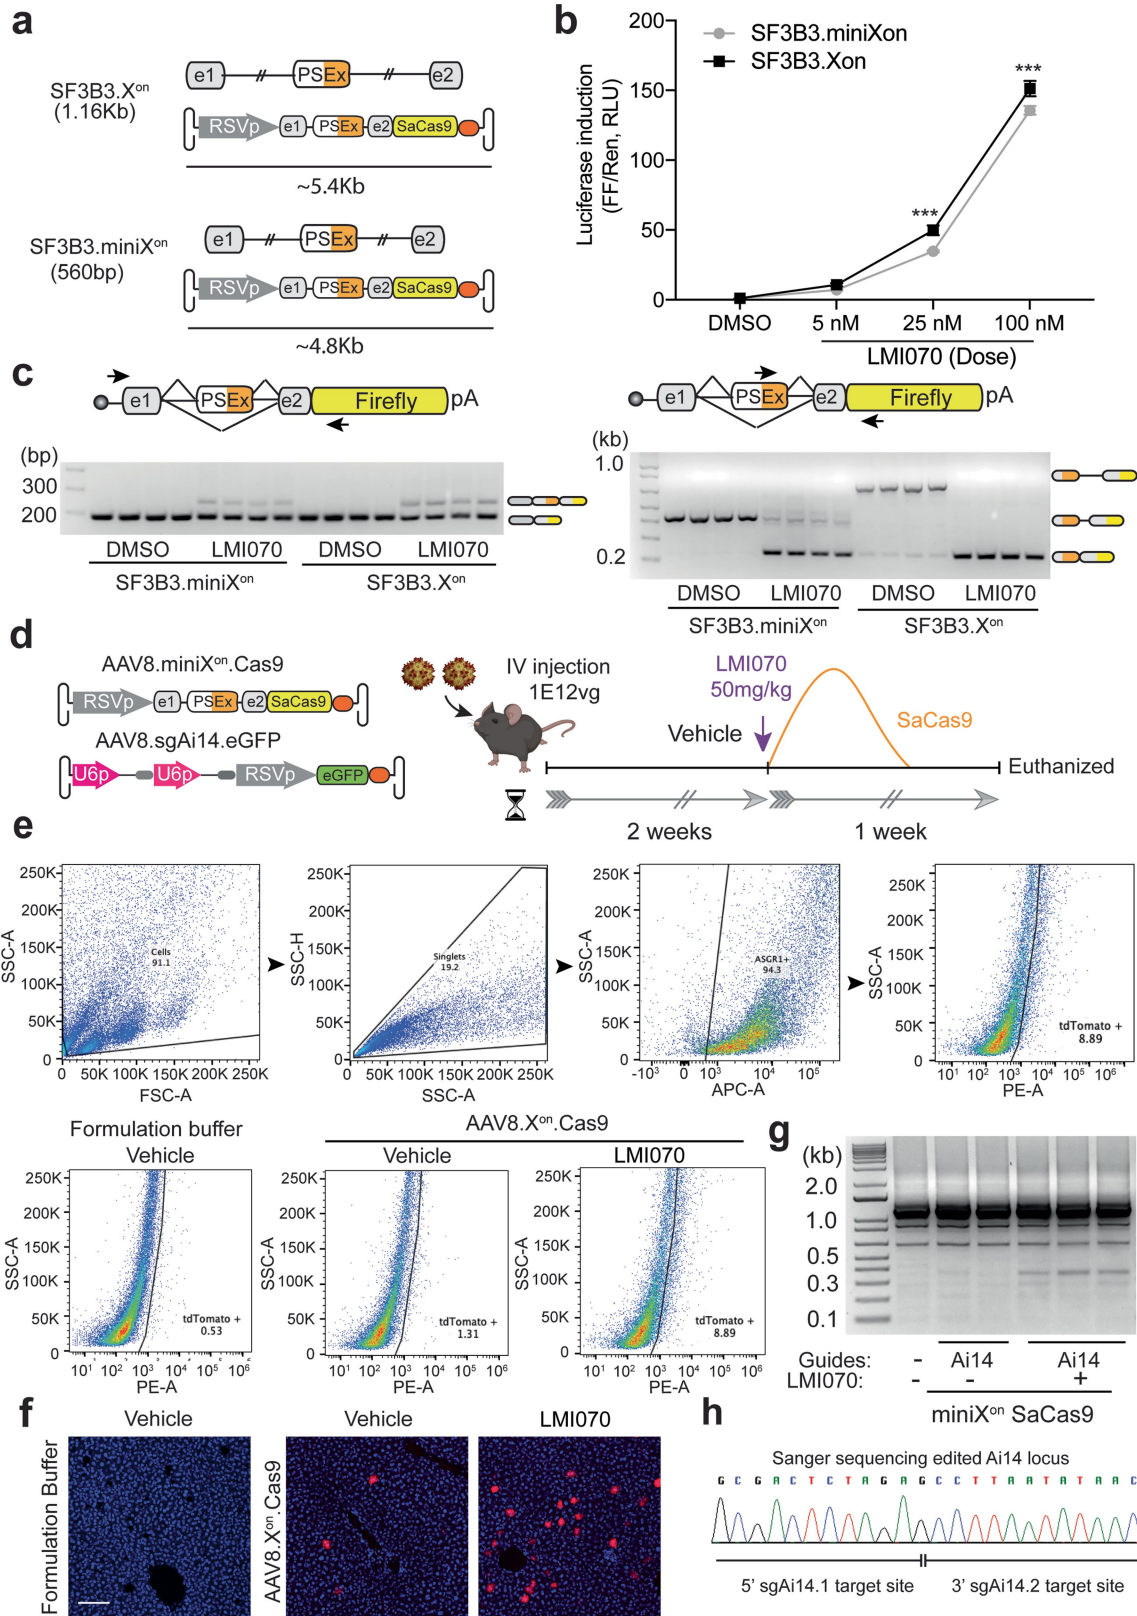 a
SF3B3.Xon
(1.16Kb)
e1 PSEx e2
RSVp e1 PSEx e2 SaCas9
~5.4Kb
SF3B3.miniXon
(560bp)
e1 PSEx e2
RSVp e1 PSEx e2 SaCas9
~4.8Kb
b
Luciferase induction
(FF/Ren, RLU)
200
150
100
50
0
SF3B3.miniXon
SF3B3.Xon
***
***
DMSO 5 nM 25 nM 100 nM
LMI070 (Dose)
c
e1 PSEx e2 Firefly pA
(bp)
300
200
DMSO LMI070 DMSO LMI070
SF3B3.miniXon SF3B3.Xon
e1 PSEx e2 Firefly pA
(kb)
1.0
0.2
DMSO LMI070 DMSO LMI070
SF3B3.miniXon SF3B3.Xon
d
AAV8.miniXon.Cas9
RSVp e1 PSEx e2 SaCas9
AAV8.sgAi14.eGFP
U6p U6p RSVp eGFP
IV injection
1E12vg
LMI070
50mg/kg
Vehicle
SaCas9
Euthanized
2 weeks 1 week
e
SSC-A
250K
200K
150K
100K
50K
0
Cells
91.1
0 50K 100K 150K 200K 250K
FSC-A
SSC-H
250K
200K
150K
100K
50K
0
Singlets
19.2
0 50K 100K 150K 200K 250K
SSC-A
SSC-A
250K
200K
150K
100K
50K
0
ASGR1+
94.3
-103 0 103 104 105
APC-A
SSC-A
250K
200K
150K
100K
50K
0
tdTomato +
8.89
101 102 103 104 105 106
PE-A
Formulation buffer
Vehicle
AAV8.Xon.Cas9
Vehicle LMI070
SSC-A
250K
200K
150K
100K
50K
0
tdTomato +
0.53
101 102 103 104 105 106
PE-A
SSC-A
250K
200K
150K
100K
50K
0
tdTomato +
1.31
101 102 103 104 105 106
PE-A
SSC-A
250K
200K
150K
100K
50K
0
tdTomato +
8.89
101 102 103 104 105 106
PE-A
f
Vehicle Vehicle LMI070
Formulation Buffer
AAV8.Xon.Cas9
g
(kb)
2.0
1.0
0.5
0.3
0.1
Guides: - Ai14 Ai14
LMI070: - - +
miniXon SaCas9
h
Sanger sequencing edited Ai14 locus
G C G A C T C T A G A G C C T T A A T A T A A C
5' sgAi14.1 target site 3' sgAi14.2 target site